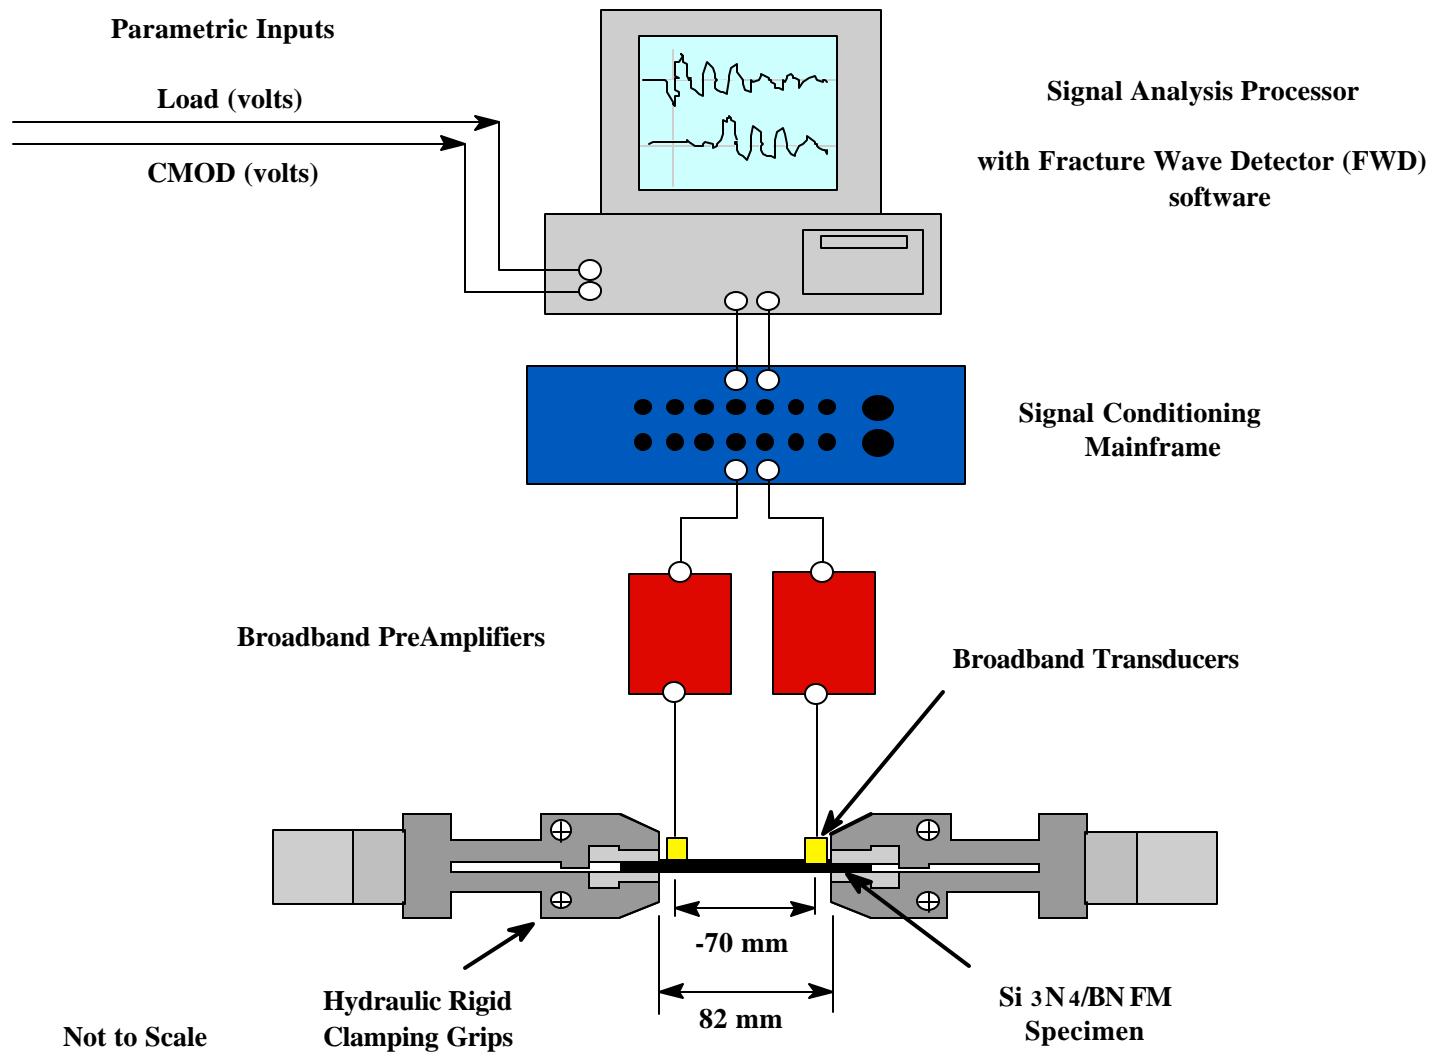 Parametric Inputs
Load (volts)
CMOD (volts)
Signal Analysis Processor
with Fracture Wave Detector (FWD)
software
Signal Conditioning
Mainframe
Broadband PreAmplifiers
Broadband Transducers
-70 mm
82 mm
Hydraulic Rigid
Clamping Grips
Si 3N4/BN FM
Specimen
Not to Scale